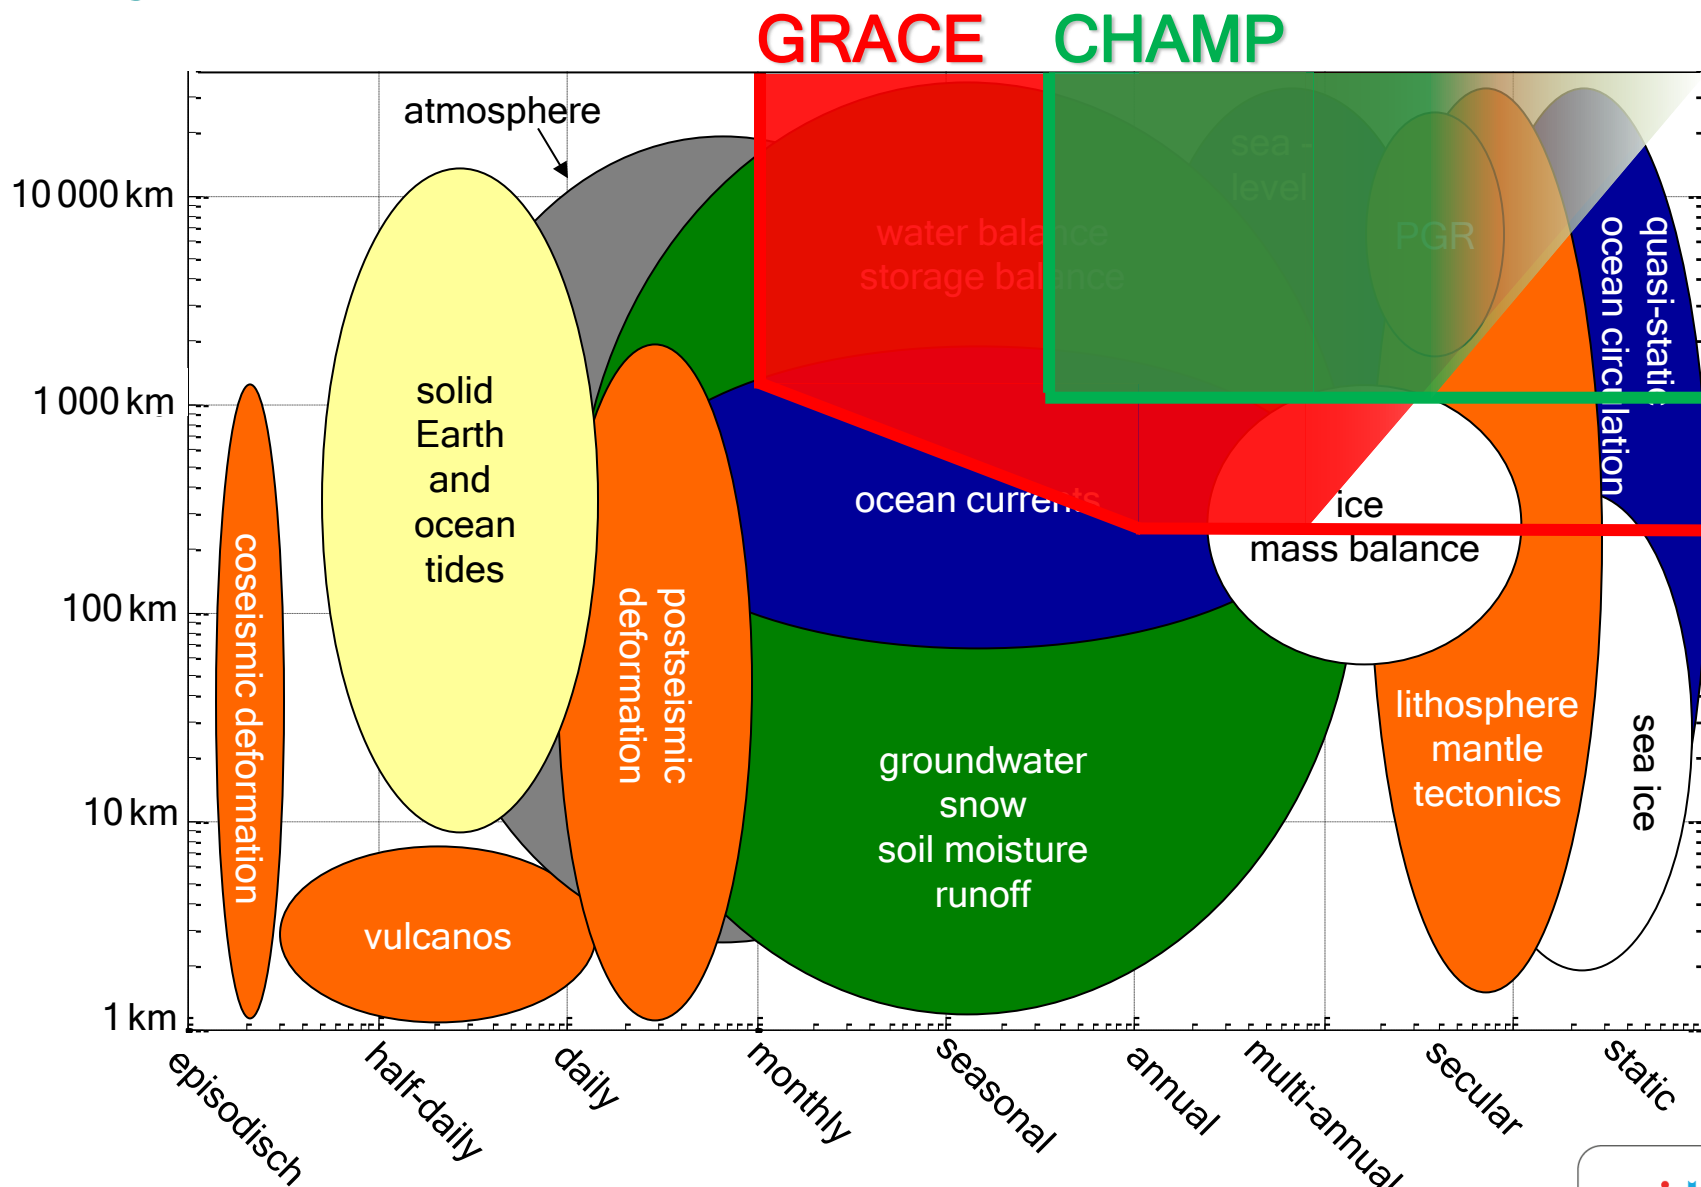 GRACE
CHAMP
atmosphere
10 000 km
1 000 km
100 km
10 km
1 km
sea -
level
water balance
storage balance
PGR
quasi-static
ocean circulation
solid
Earth
and
ocean
tides
ocean currents
ice
mass balance
coseismic deformation
postseismic
deformation
lithosphere
mantle
tectonics
sea ice
groundwater
snow
soil moisture
runoff
vulcanos
episodisch
half-daily
daily
monthly
seasonal
annual
multi-annual
secular
static